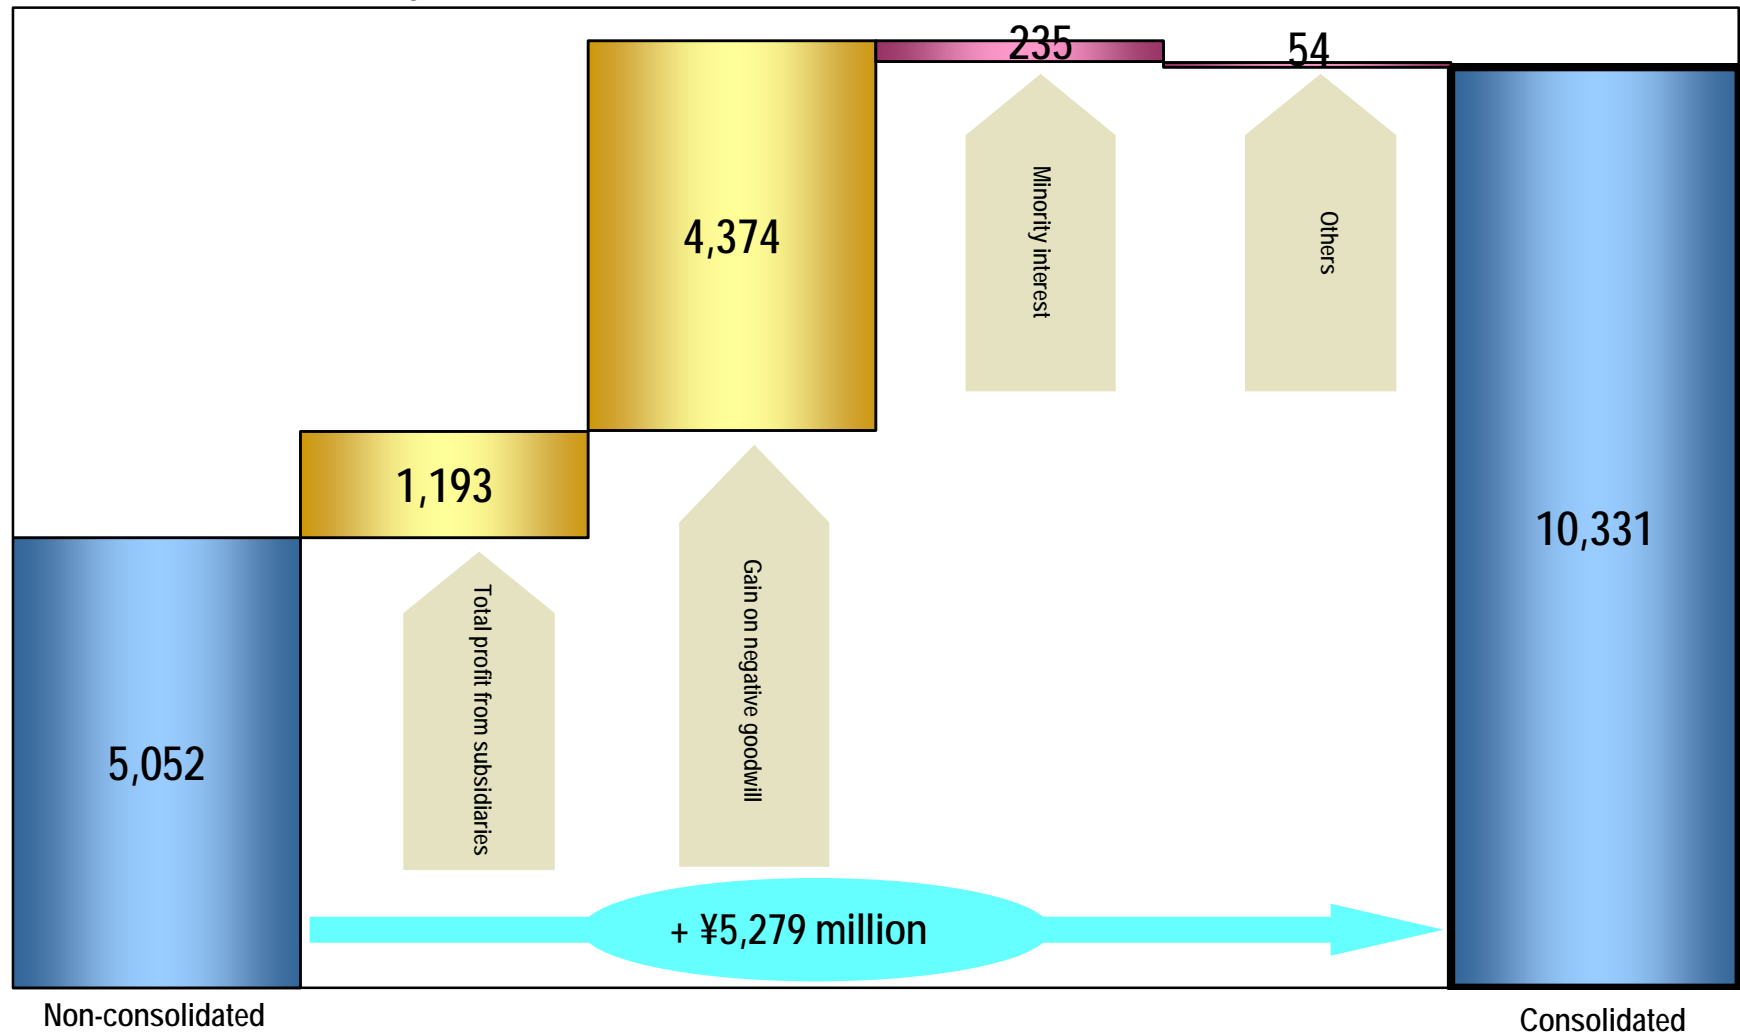 235
54
4,374
Minority interest
Others
1,193
10,331
Total profit from subsidiaries
Gain on negative goodwill
5,052
+ ¥5,279 million
Non-consolidated
Consolidated